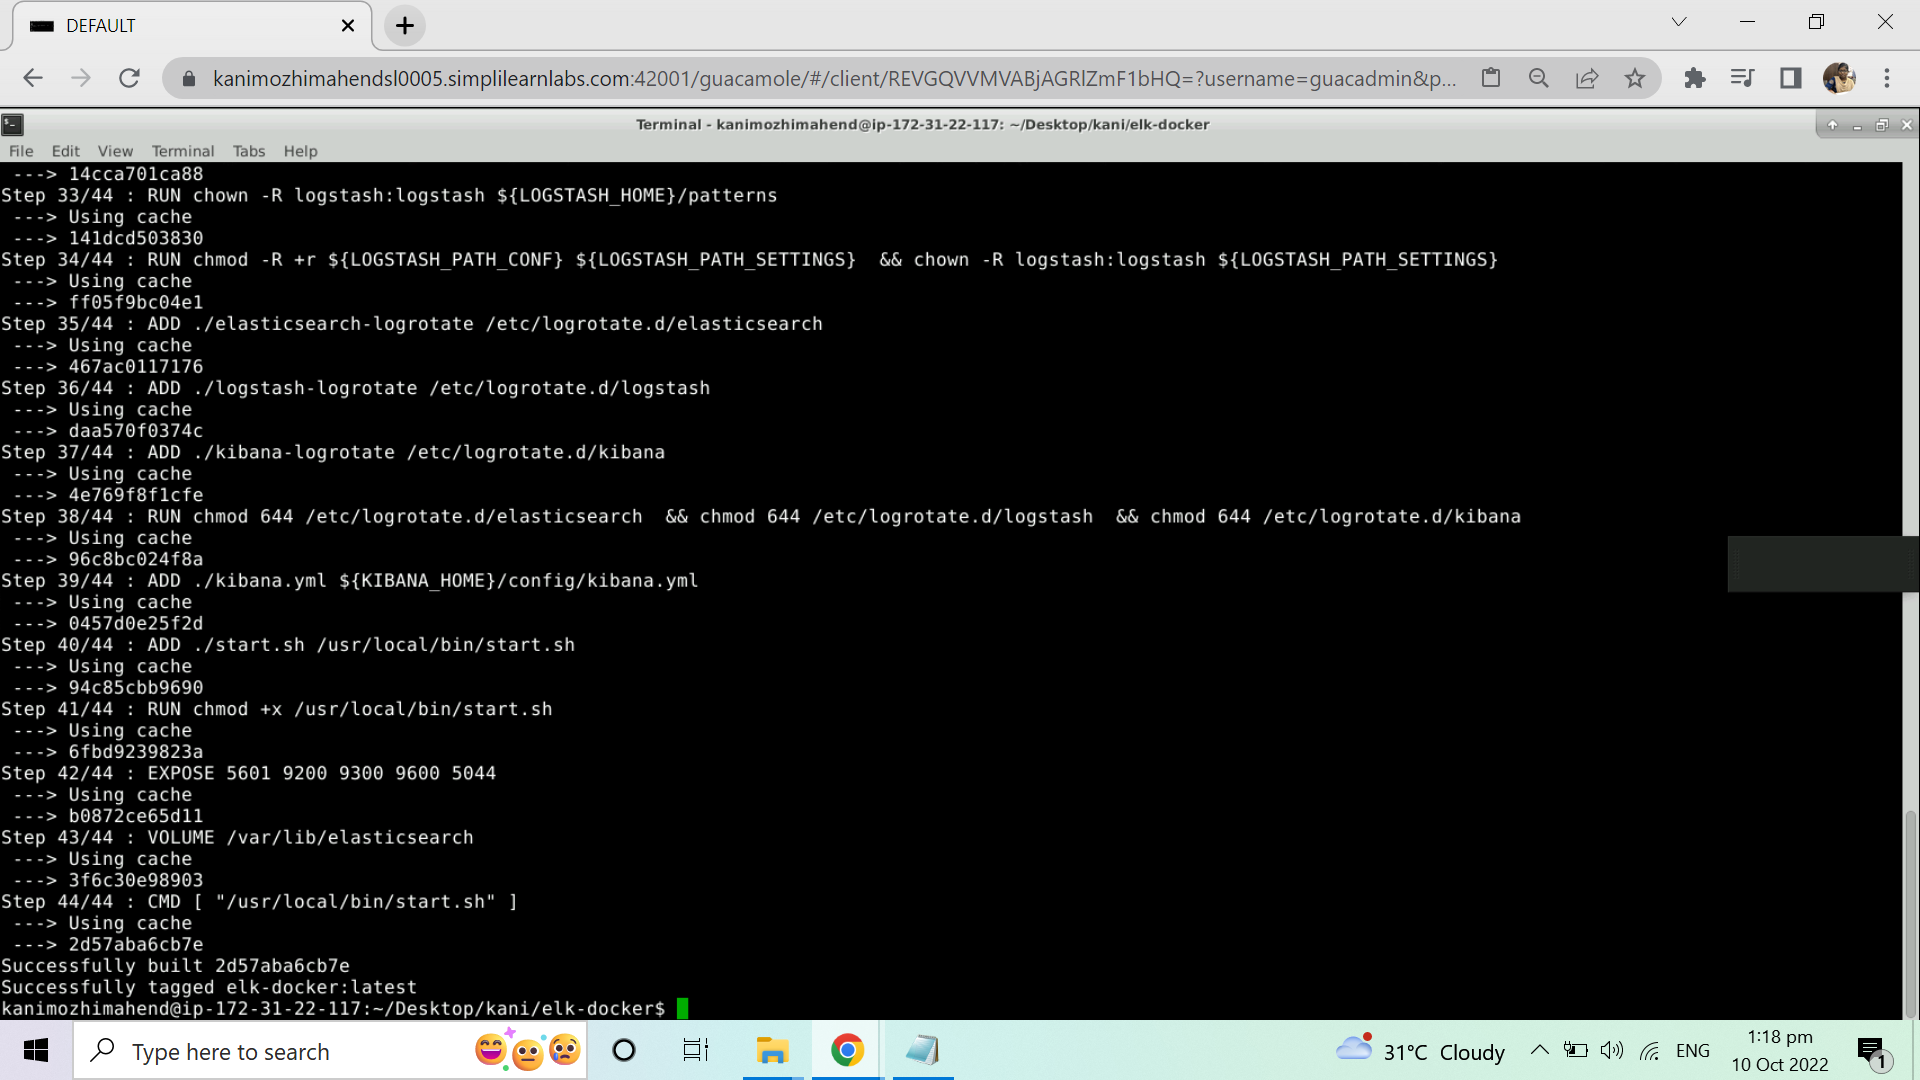 DEFAULT
kanimozhimahendsl0005.simplilearnlabs.com:42001/guacamole/#/client/REVGQVVMVABjAGRlZmF1bHQ=?username=guacadmin&p...
Terminal - kanimozhimahend@ip-172-31-22-117: ~/Desktop/kani/elk-docker
File Edit View Terminal Tabs Help
---> 14cca701ca88
Step 33/44 : RUN chown -R logstash:logstash ${LOGSTASH_HOME}/patterns
---> Using cache
---> 141dcd503830
Step 34/44 : RUN chmod -R +r ${LOGSTASH_PATH_CONF} ${LOGSTASH_PATH_SETTINGS}  && chown -R logstash:logstash ${LOGSTASH_PATH_SETTINGS}
---> Using cache
---> ff05f9bc04e1
Step 35/44 : ADD ./elasticsearch-logrotate /etc/logrotate.d/elasticsearch
---> Using cache
---> 467ac0117176
Step 36/44 : ADD ./logstash-logrotate /etc/logrotate.d/logstash
---> Using cache
---> daa570f0374c
Step 37/44 : ADD ./kibana-logrotate /etc/logrotate.d/kibana
---> Using cache
---> 4e769f8f1cfe
Step 38/44 : RUN chmod 644 /etc/logrotate.d/elasticsearch  && chmod 644 /etc/logrotate.d/logstash  && chmod 644 /etc/logrotate.d/kibana
---> Using cache
---> 96c8bc024f8a
Step 39/44 : ADD ./kibana.yml ${KIBANA_HOME}/config/kibana.yml
---> Using cache
---> 0457d0e25f2d
Step 40/44 : ADD ./start.sh /usr/local/bin/start.sh
---> Using cache
---> 94c85cbb9690
Step 41/44 : RUN chmod +x /usr/local/bin/start.sh
---> Using cache
---> 6fbd9239823a
Step 42/44 : EXPOSE 5601 9200 9300 9600 5044
---> Using cache
---> b0872ce65d11
Step 43/44 : VOLUME /var/lib/elasticsearch
---> Using cache
---> 3f6c30e98903
Step 44/44 : CMD [ "/usr/local/bin/start.sh" ]
---> Using cache
---> 2d57aba6cb7e
Successfully built 2d57aba6cb7e
Successfully tagged elk-docker:latest
kanimozhimahend@ip-172-31-22-117:~/Desktop/kani/elk-docker$
Type here to search
31°C Cloudy
ENG
1:18 pm
10 Oct 2022
1